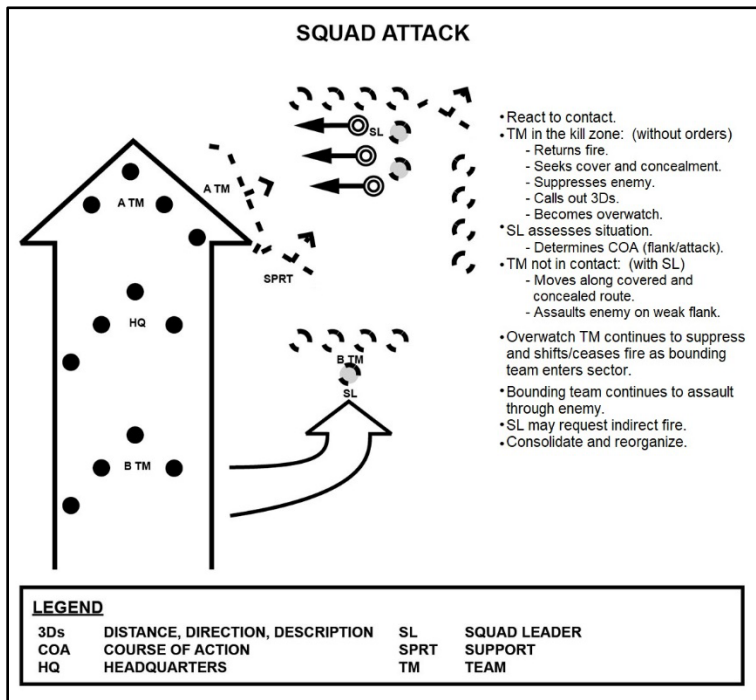 SQUAD ATTACK
SL
A TM
A TM
SPRT
HQ
B TM
SL
B TM
•React to contact.
•TM in the kill zone: (without orders)
- Returns fire.
- Seeks cover and concealment.
- Suppresses enemy.
- Calls out 3Ds.
- Becomes overwatch.
•SL assesses situation.
- Determines COA (flank/attack).
•TM not in contact: (with SL)
- Moves along covered and
concealed route.
- Assaults enemy on weak flank.
•Overwatch TM continues to suppress
and shifts/ceases fire as bounding
team enters sector.
•Bounding team continues to assault
through enemy.
•SL may request indirect fire.
•Consolidate and reorganize.
LEGEND
3Ds DISTANCE, DIRECTION, DESCRIPTION SL SQUAD LEADER
COA COURSE OF ACTION SPRT SUPPORT
HQ HEADQUARTERS TM TEAM